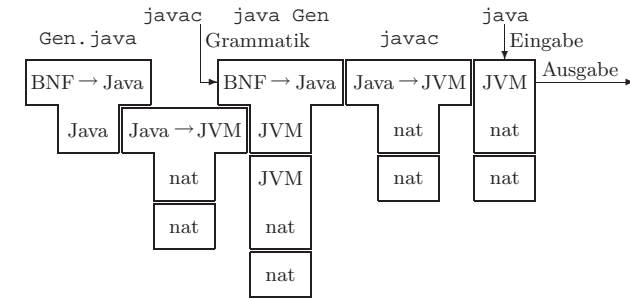 javac java Gen java
Gen.java Grammatik javac Eingabe
BNF → Java BNF → Java Java → JVM JVM Ausgabe
Java Java → JVM JVM nat nat
nat JVM nat nat
nat nat
nat